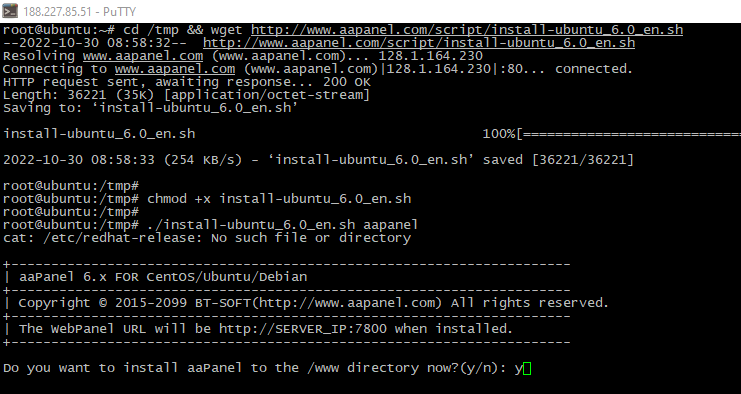 188.227.85.51 - PuTTY
root@ubuntu:~# cd /tmp && wget http://www.aapanel.com/script/install-ubuntu_6.0_en.sh
--2022-10-30 08:58:32--  http://www.aapanel.com/script/install-ubuntu_6.0_en.sh
Resolving www.aapanel.com (www.aapanel.com)... 128.1.164.230
Connecting to www.aapanel.com (www.aapanel.com)|128.1.164.230|:80... connected.
HTTP request sent, awaiting response... 200 OK
Length: 36221 (35K) [application/octet-stream]
Saving to: ‘install-ubuntu_6.0_en.sh’
install-ubuntu_6.0_en.sh 100%[===========================
2022-10-30 08:58:33 (254 KB/s) - ‘install-ubuntu_6.0_en.sh’ saved [36221/36221]
root@ubuntu:/tmp#
root@ubuntu:/tmp# chmod +x install-ubuntu_6.0_en.sh
root@ubuntu:/tmp#
root@ubuntu:/tmp# ./install-ubuntu_6.0_en.sh aapanel
cat: /etc/redhat-release: No such file or directory
+----------------------------------------------------------------------
| aaPanel 6.x FOR CentOS/Ubuntu/Debian
+----------------------------------------------------------------------
| Copyright © 2015-2099 BT-SOFT(http://www.aapanel.com) All rights reserved.
+----------------------------------------------------------------------
| The WebPanel URL will be http://SERVER_IP:7800 when installed.
+----------------------------------------------------------------------
Do you want to install aaPanel to the /www directory now?(y/n): y